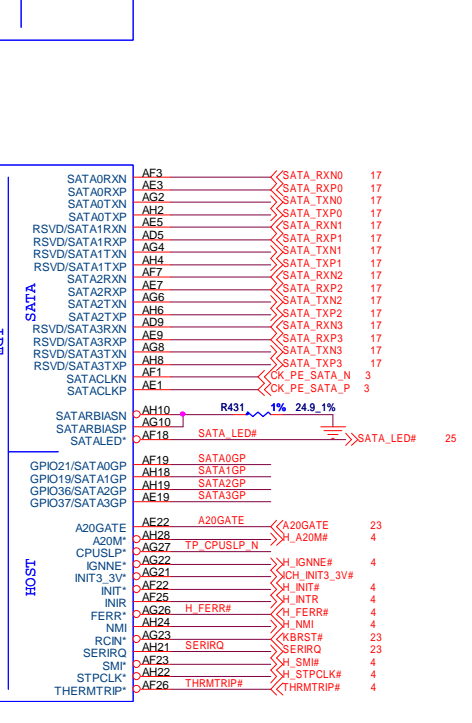 SATA0RXN AF3 SATA_RXN0 17
SATA0RXP AE3 SATA_RXP0 17
SATA0TXN AG2 SATA_TXN0 17
SATA0TXP AH2 SATA_TXP0 17
RSVD/SATA1RXN AE5 SATA_RXN1 17
RSVD/SATA1RXP AD5 SATA_RXP1 17
RSVD/SATA1TXN AG4 SATA_TXN1 17
RSVD/SATA1TXP AH4 SATA_TXP1 17
SATA2RXN AF7 SATA_RXN2 17
SATA2RXP AE7 SATA_RXP2 17
SATA2TXN AG6 SATA_TXN2 17
SATA2TXP AH6 SATA_TXP2 17
RSVD/SATA3RXN AD9 SATA_RXN3 17
RSVD/SATA3RXP AE9 SATA_RXP3 17
RSVD/SATA3TXN AG8 SATA_TXN3 17
RSVD/SATA3TXP AH8 SATA_TXP3 17
SATACLKN AF1 CK_PE_SATA_N 3
SATACLKP AE1 CK_PE_SATA_P 3
SATA
SATARBIASN AH10 R431 1% 24.9_1%
SATARBIASP AG10
SATALED* AF18 SATA_LED# SATA_LED# 25
GPIO21/SATA0GP AF19 SATA0GP
GPIO19/SATA1GP AH18 SATA1GP
GPIO36/SATA2GP AH19 SATA2GP
GPIO37/SATA3GP AE19 SATA3GP
A20GATE AE22 A20GATE A20GATE 23
A20M* AH28 H_A20M# 4
CPUSLP* AG27 TP_CPUSLP_N
IGNNE* AG22 H_IGNNE# 4
INIT3_3V* AG21 ICH_INIT3_3V#
INIT* AF22 H_INIT# 4
INIR AF25 H_INTR 4
FERR* AG26 H_FERR# H_FERR# 4
NMI AH24 H_NMI 4
RCIN* AG23 KBRST# 23
SERIRQ AH21 SERIRQ SERIRQ 23
SMI* AF23 H_SMI# 4
STPCLK* AH22 H_STPCLK# 4
THERMTRIP* AF26 THRMTRIP# THRMTRIP# 4
HOST